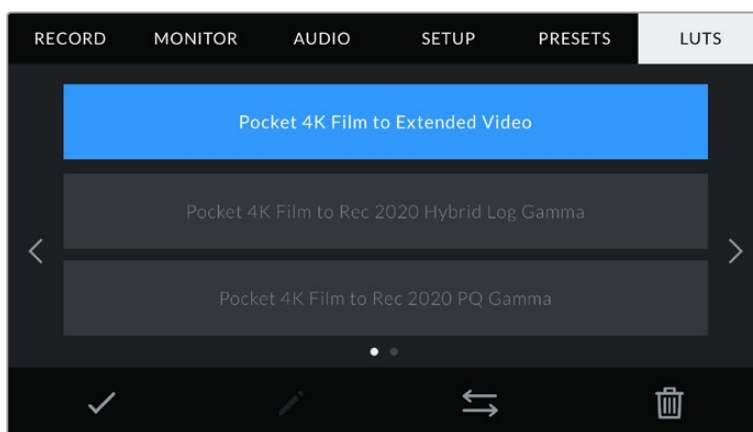 RECORD MONITOR AUDIO SETUP PRESETS LUTS
Pocket 4K Film to Extended Video
Pocket 4K Film to Rec 2020 Hybrid Log Gamma
Pocket 4K Film to Rec 2020 PQ Gamma